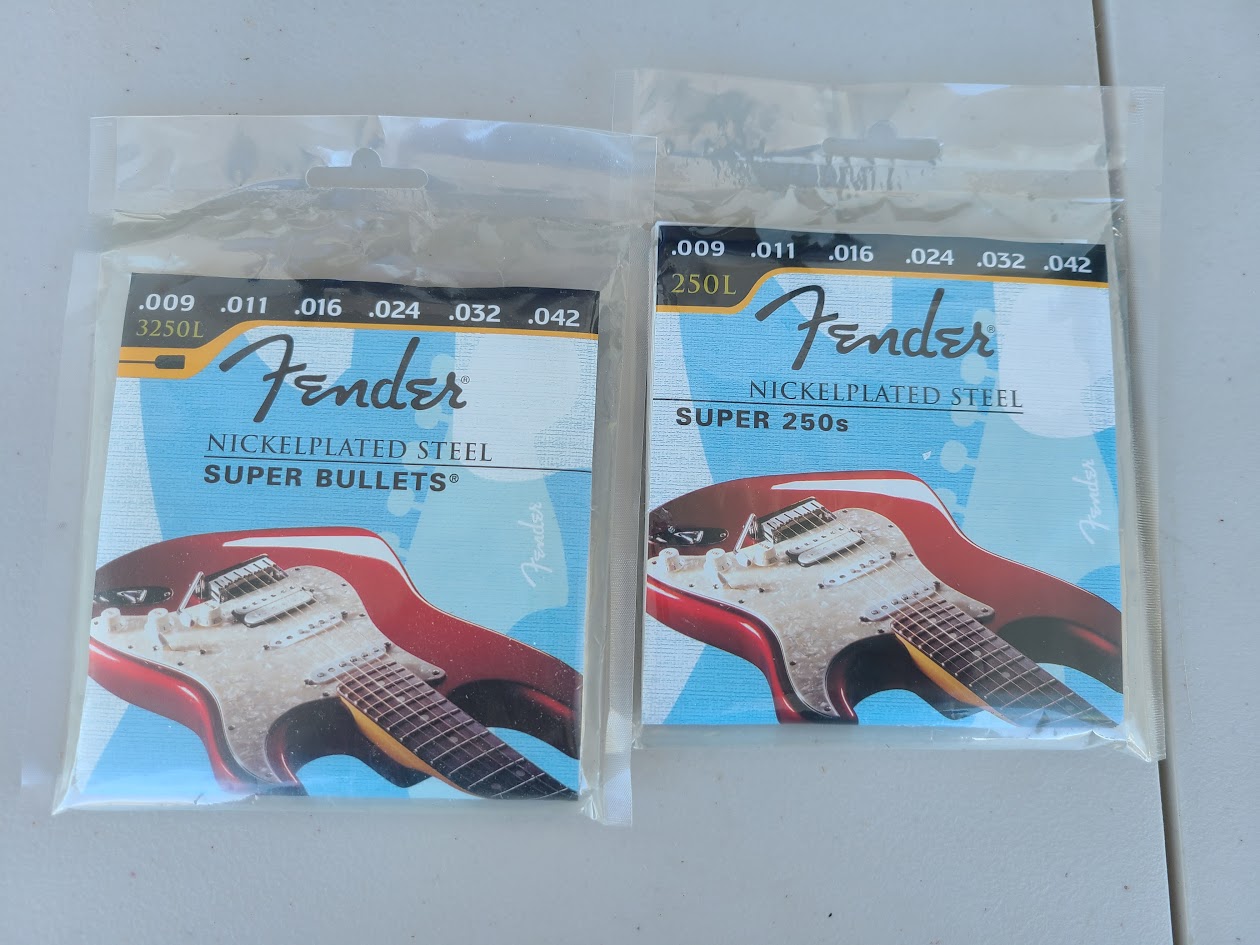 .009 .011 .016 .024 .032 .042
3250L
Fender®
NICKELPLATED STEEL
SUPER BULLETS®
Fender
.009 .011 .016 .024 .032 .042
250L
Fender®
NICKELPLATED STEEL
SUPER 250s
Fender